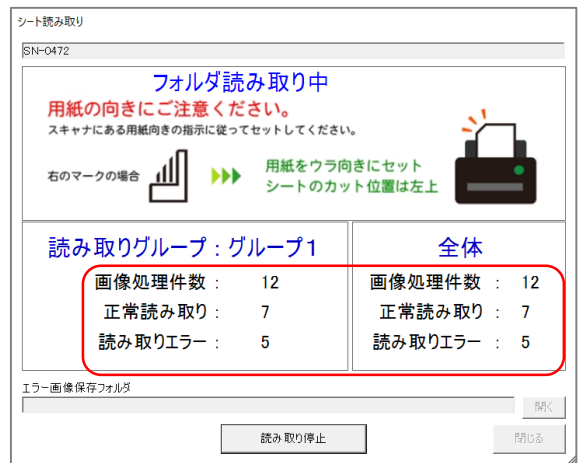 シート読み取り
SN-0472
フォルダ読み取り中
用紙の向きにご注意ください。
スキャナにある用紙向きの指示に従ってセットしてください。
右のマークの場合
用紙をウラ向きにセット
シートのカット位置は左上
読み取りグループ：グループ1
画像処理件数 : 12
正常読み取り : 7
読み取りエラー : 5
全体
画像処理件数 : 12
正常読み取り : 7
読み取りエラー : 5
エラー画像保存フォルダ
開く
読み取り停止
閉じる